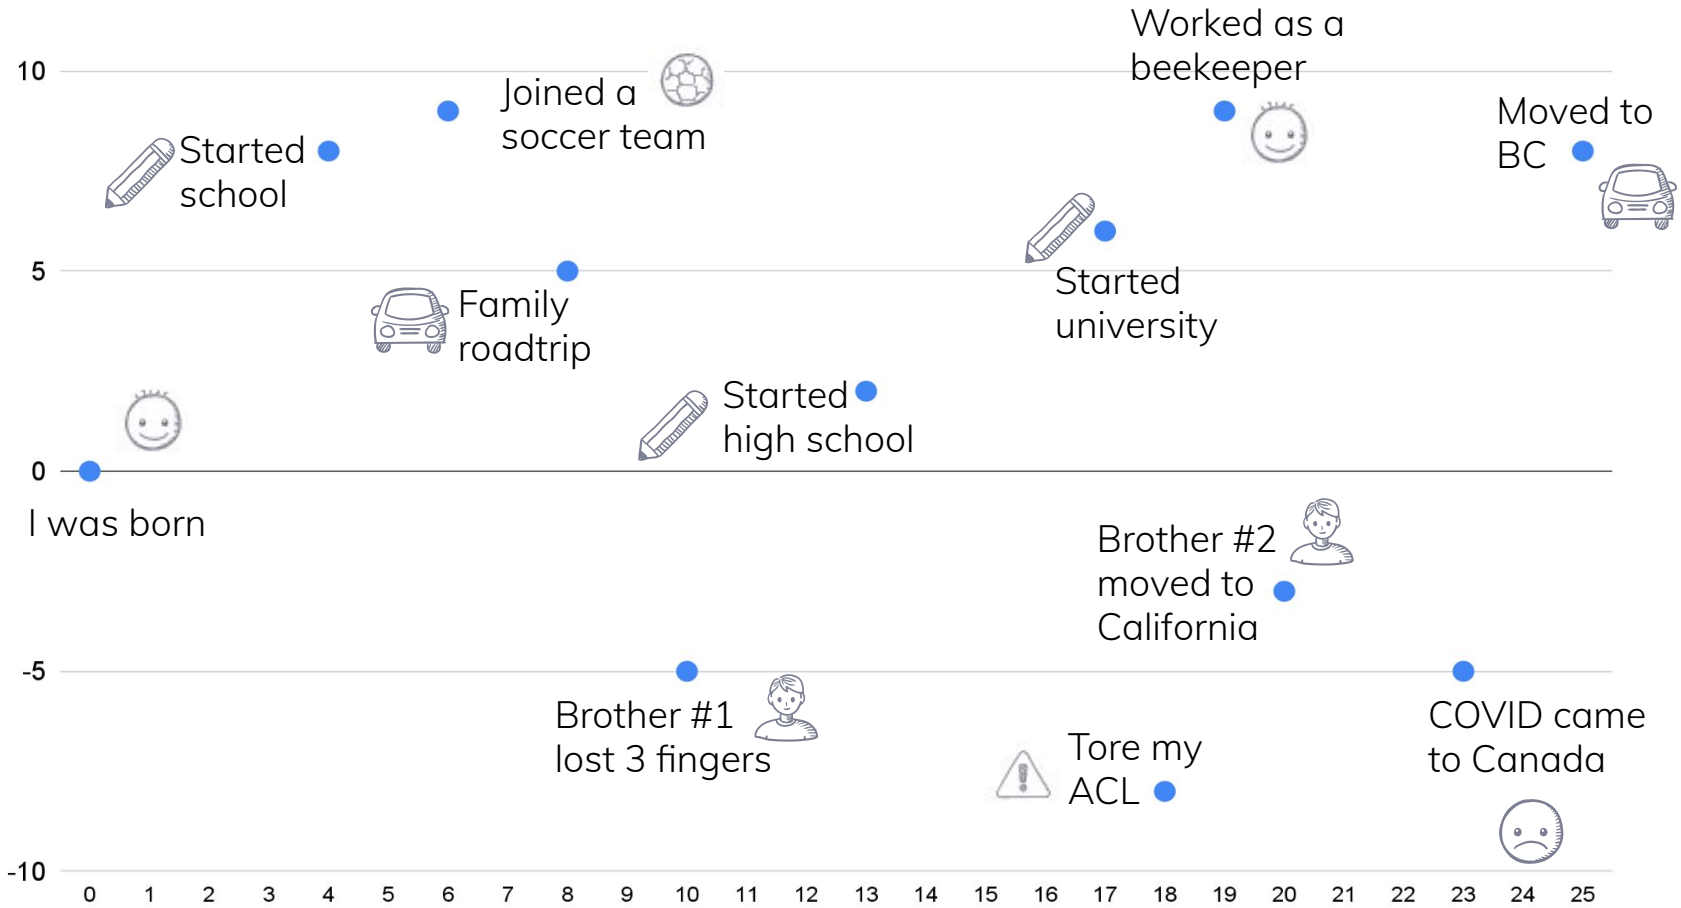 Worked as a
beekeeper
10
Joined a
soccer team
Moved to
BC
Started
school
5
Started
university
Family
roadtrip
Started
high school
0
I was born
Brother #2
moved to
California
-5
Brother #1
lost 3 fingers
COVID came
to Canada
Tore my
ACL
-10
0 1 2 3 4 5 6 7 8 9 10 11 12 13 14 15 16 17 18 19 20 21 22 23 24 25